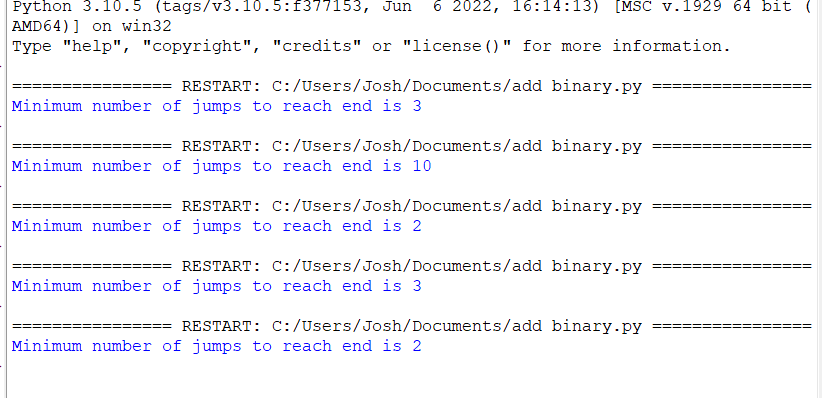 Python 3.10.5 (tags/v3.10.5:f377153, Jun  6 2022, 16:14:13) [MSC v.1929 64 bit (
AMD64)] on win32
Type "help", "copyright", "credits" or "license()" for more information.
================ RESTART: C:/Users/Josh/Documents/add binary.py ================
Minimum number of jumps to reach end is 3
================ RESTART: C:/Users/Josh/Documents/add binary.py ================
Minimum number of jumps to reach end is 10
================ RESTART: C:/Users/Josh/Documents/add binary.py ================
Minimum number of jumps to reach end is 2
================ RESTART: C:/Users/Josh/Documents/add binary.py ================
Minimum number of jumps to reach end is 3
================ RESTART: C:/Users/Josh/Documents/add binary.py ================
Minimum number of jumps to reach end is 2